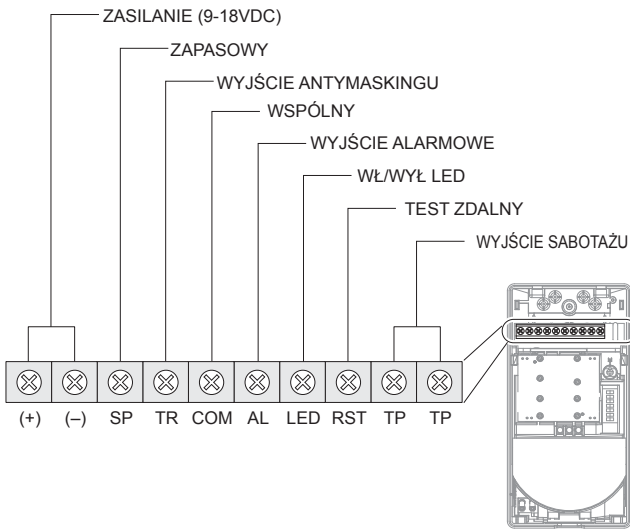 ZASILANIE (9-18VDC)
ZAPASOWY
WYJŚCIE ANTYMASKINGU
WSPÓLNY
WYJŚCIE ALARMOWE
WŁ/WYŁ LED
TEST ZDALNY
WYJŚCIE SABOTAŻU
(+) (–) SP TR COM AL LED RST TP TP